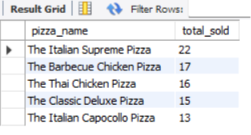 Result Grid Filter Rows:
pizza_name total_sold
The Italian Supreme Pizza 22
The Barbecue Chicken Pizza 17
The Thai Chicken Pizza 16
The Classic Deluxe Pizza 15
The Italian Capocollo Pizza 13